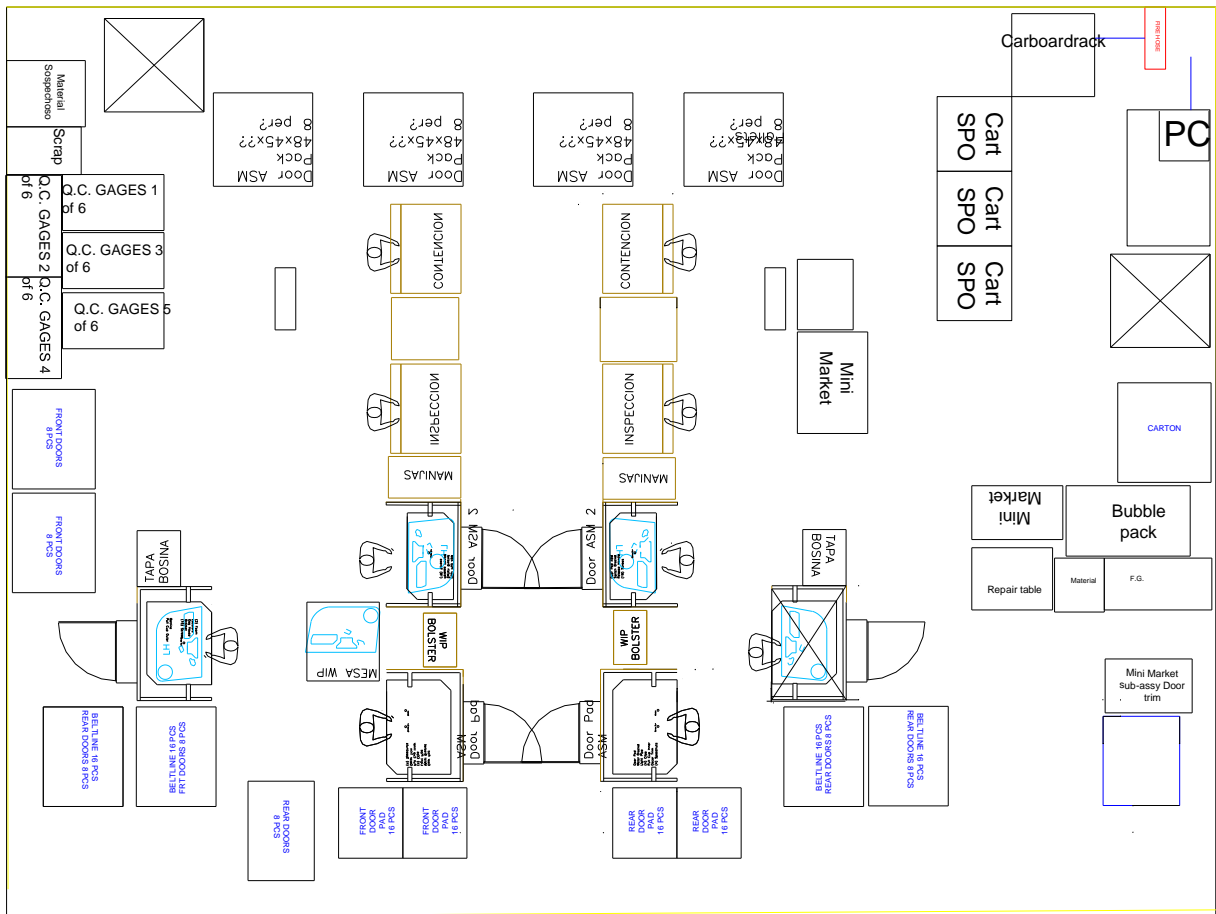 Carboardrack
FIRE HOSE
Material
Sospechoso
Scrap
PC
Door ASM
Pack
48x45x??
8 per?
Door ASM
Pack
48x45x??
8 per?
Door ASM
Pack
48x45x??
8 per?
Door ASM
Pack
48x45x??
8 per?
Pallets
Cart
SPO
Cart
SPO
Cart
SPO
Q.C. GAGES 1
of 6
Q.C. GAGES 2
of 6
Q.C. GAGES 3
of 6
Q.C. GAGES 4
of 6
Q.C. GAGES 5
of 6
CONTENCION
CONTENCION
Mini
Market
INSPECCION
INSPECCION
FRONT DOORS
8 PCS
FRONT DOORS
8 PCS
CARTON
MANIJAS
MANIJAS
Mini
Market
Bubble
pack
Door ASM 2
Door ASM 2
TAPA
BOSINA
TAPA
BOSINA
Repair table
Material
F.G.
LH
WIP
BOLSTER
WIP
BOLSTER
MESA WIP
Mini Market
sub-assy Door
trim
Door Pad
ASM
Door Pad
ASM
BELTLINE 16 PCS
REAR DOORS 8 PCS
BELTLINE 16 PCS
FRT DOORS 8 PCS
BELTLINE 16 PCS
REAR DOORS 8 PCS
BELTLINE 16 PCS
REAR DOORS 8 PCS
REAR DOORS
8 PCS
FRONT
DOOR
PAD
16 PCS
FRONT
DOOR
PAD
16 PCS
REAR
DOOR
PAD
16 PCS
REAR
DOOR
PAD
16 PCS